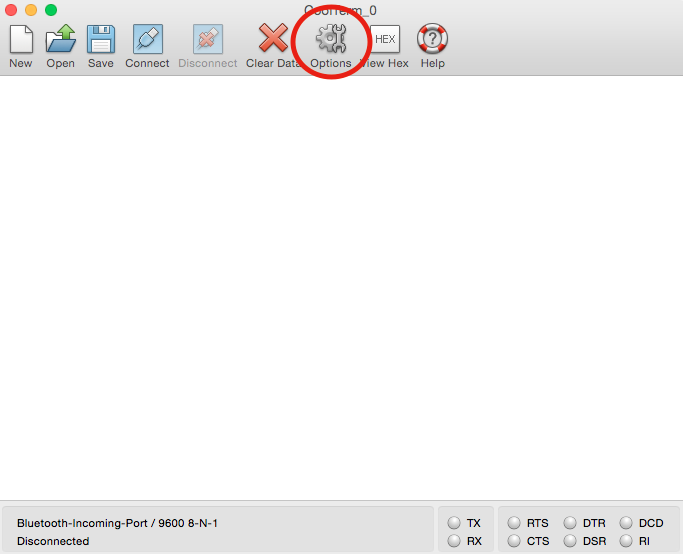 CoolTerm_0
HEX
?
New Open Save Connect Disconnect Clear Data Options View Hex Help
Bluetooth-Incoming-Port / 9600 8-N-1
Disconnected
TX
RX
RTS DTR DCD
CTS DSR RI